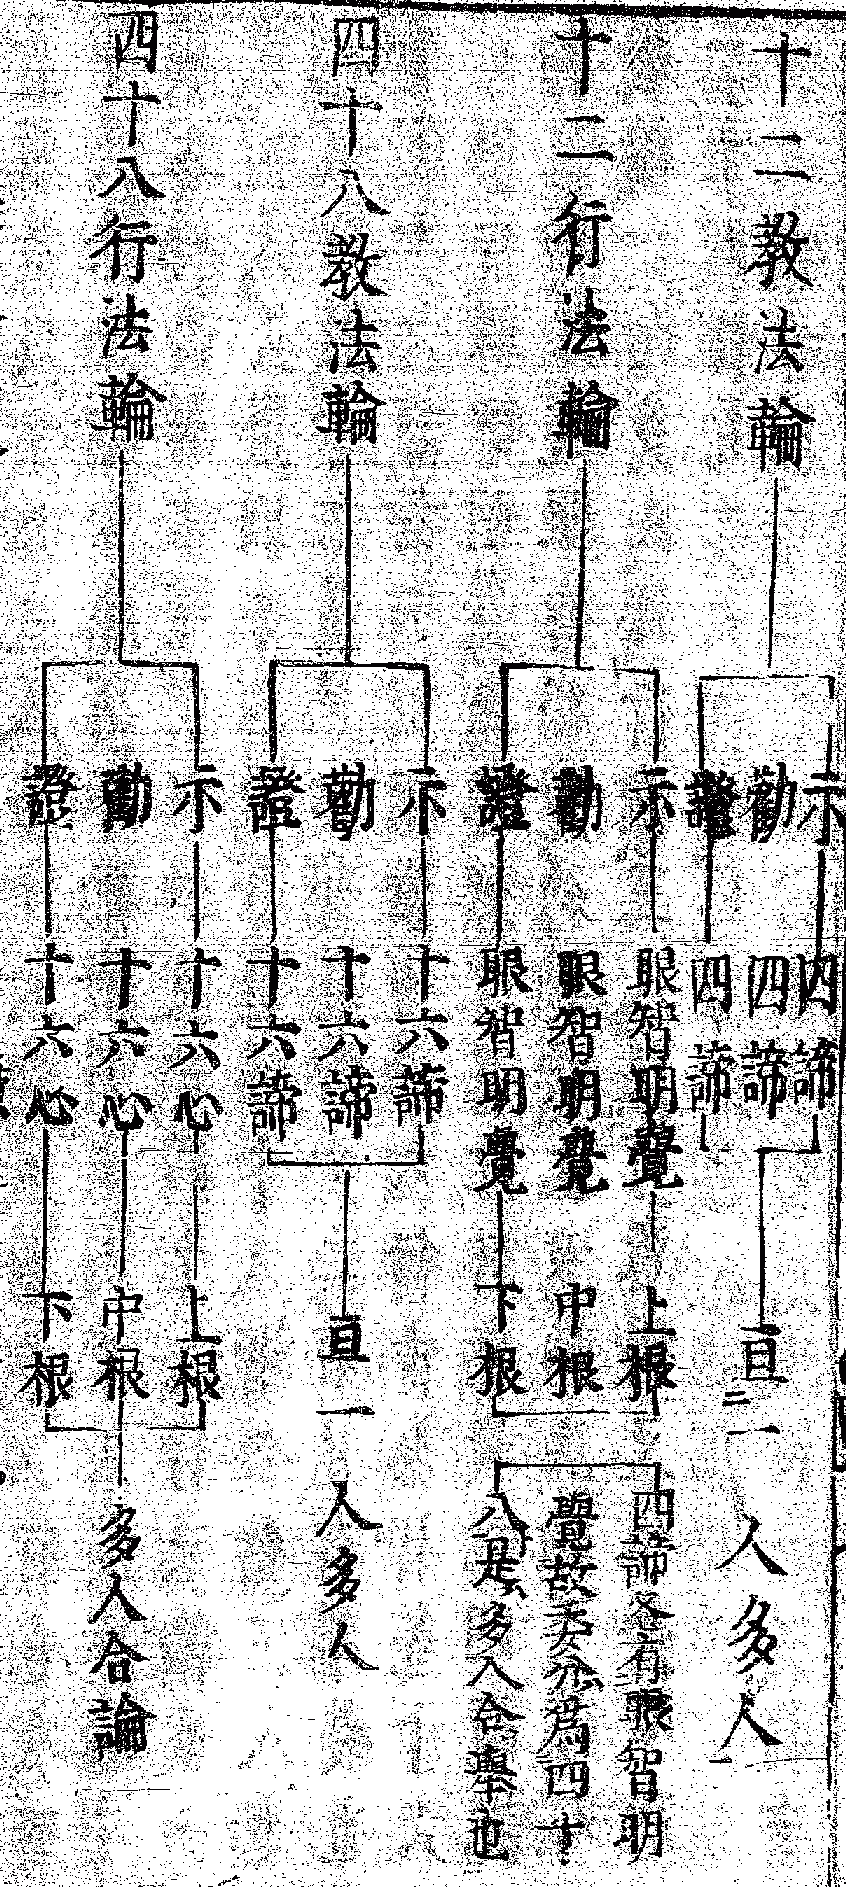 十二教法輪
示 四諦
勸 四諦
證 四諦
亘一二人多人
十二行法輪
示 眼智明覺 上根
勸 眼智明覺 中根
證 眼智明覺 下根
四諦各有眼智明
覺故委分為四十
八是多人合舉也
四十八教法輪
示 十六諦
勸 十六諦
證 十六諦
亘一人多人
四十八行法輪
示 十六心 上根
勸 十六心 中根
證 十六心 下根
多人合論